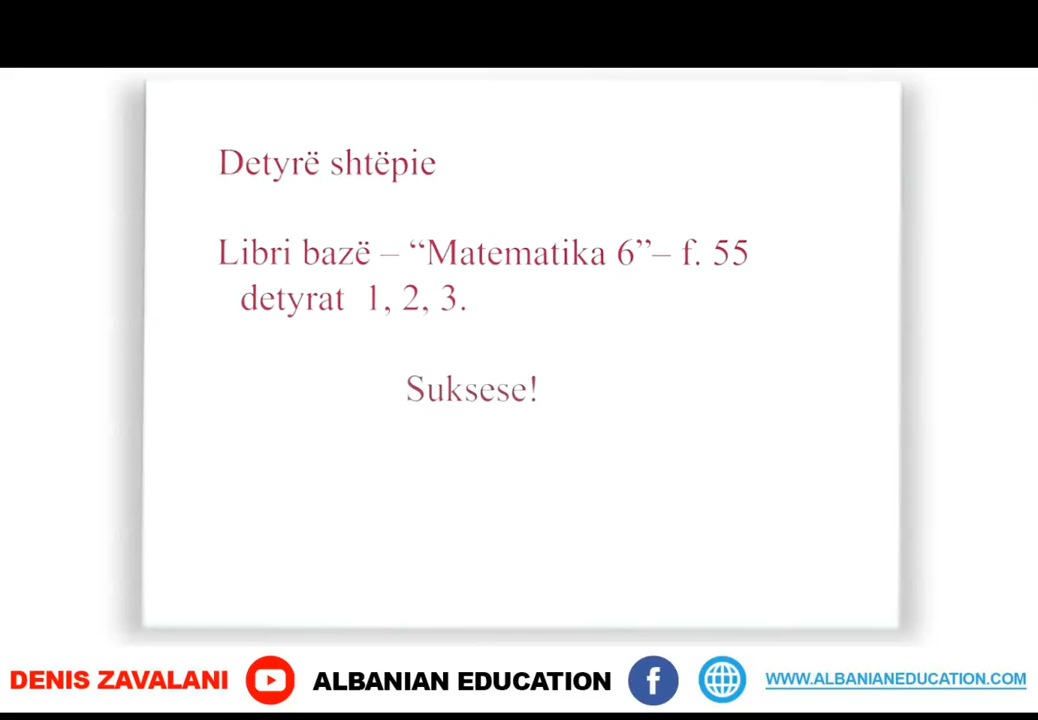 Detyrë shtëpie
Libri bazë – “Matematika 6”– f. 55
detyrat 1, 2, 3.
Suksese!
DENIS ZAVALANI
ALBANIAN EDUCATION
WWW.ALBANIANEDUCATION.COM